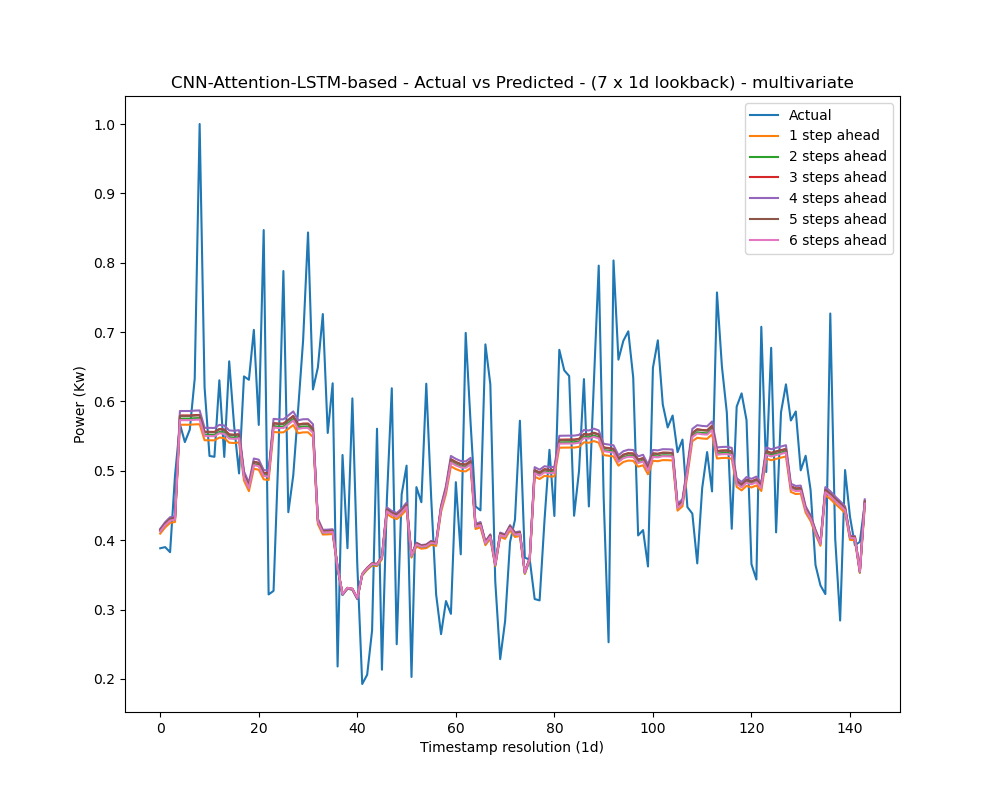 CNN-Attention-LSTM-based - Actual vs Predicted - (7 x 1d lookback) - multivariate
Actual
1 step ahead
2 steps ahead
3 steps ahead
4 steps ahead
5 steps ahead
6 steps ahead
Power (Kw)
1.0
0.9
0.8
0.7
0.6
0.5
0.4
0.3
0.2
0 20 40 60 80 100 120 140
Timestamp resolution (1d)